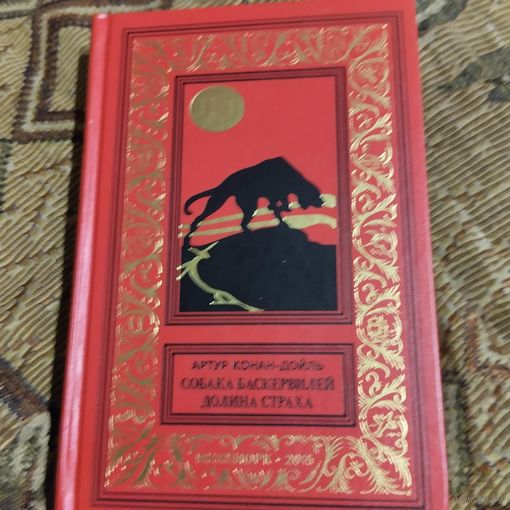 АРТУР КОНАН-ДОЙЛЬ
СОБАКА БАСКЕРВИЛЕЙ
ДОЛИНА СТРАХА